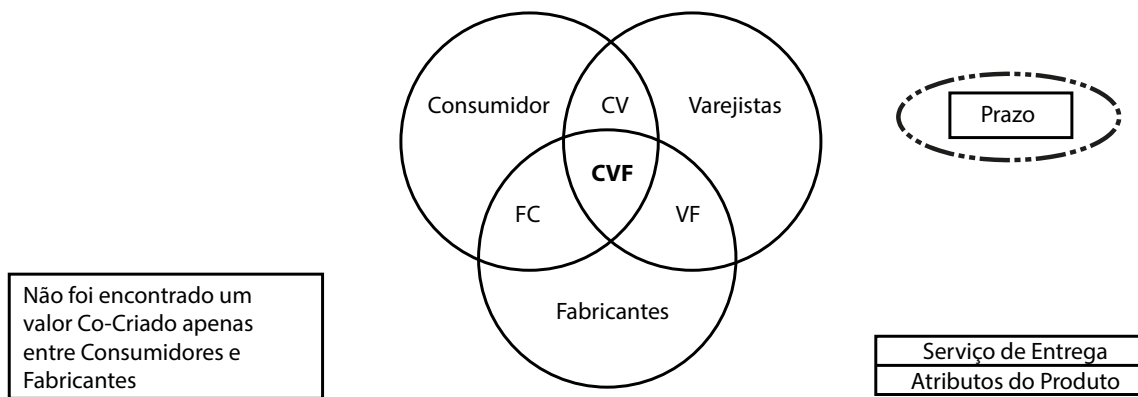 Consumidor
CV
Varejistas
Prazo
CVF
FC
VF
Não foi encontrado um
valor Co-Criado apenas
entre Consumidores e
Fabricantes
Fabricantes
Serviço de Entrega
Atributos do Produto